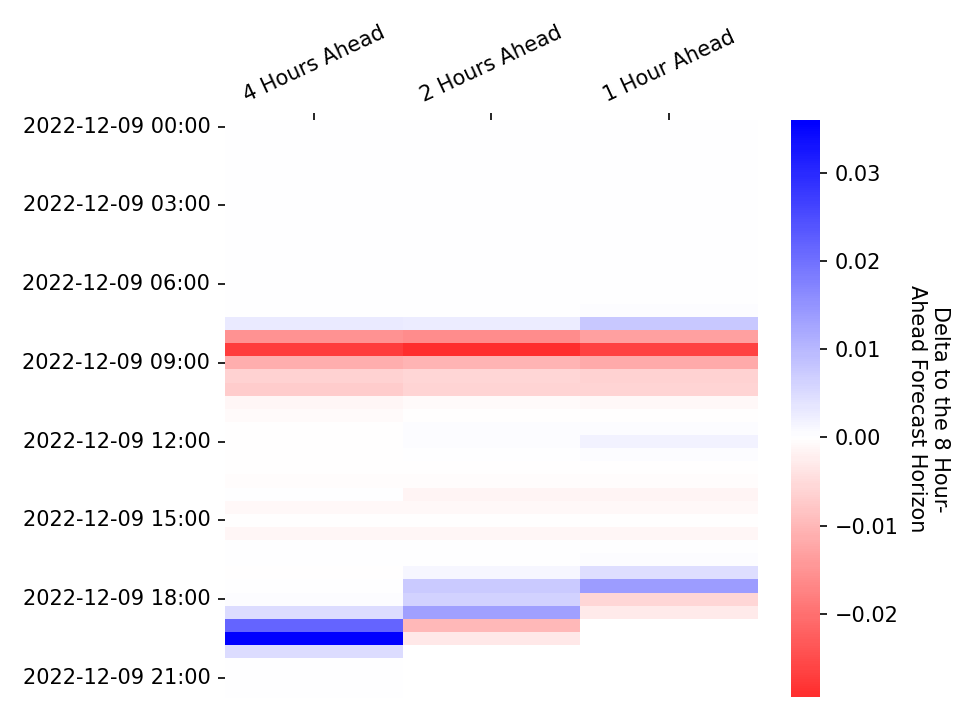 4 Hours Ahead
2 Hours Ahead
1 Hour Ahead
2022-12-09 00:00
2022-12-09 03:00
2022-12-09 06:00
2022-12-09 09:00
2022-12-09 12:00
2022-12-09 15:00
2022-12-09 18:00
2022-12-09 21:00
0.03
0.02
0.01
0.00
−0.01
−0.02
Delta to the 8 Hour-
Ahead Forecast Horizon